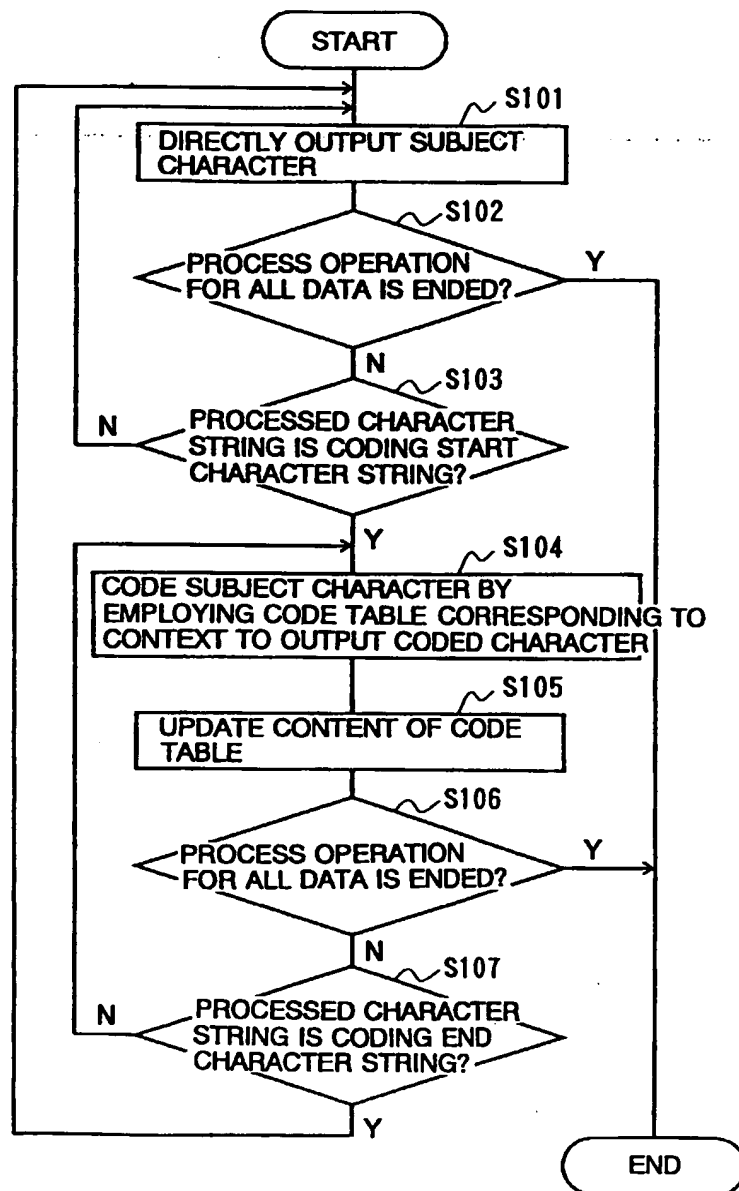 START
S101
DIRECTLY OUTPUT SUBJECT
CHARACTER
S102
PROCESS OPERATION
FOR ALL DATA IS ENDED?
Y
N
S103
PROCESSED CHARACTER
STRING IS CODING START
CHARACTER STRING?
N
Y
S104
CODE SUBJECT CHARACTER BY
EMPLOYING CODE TABLE CORRESPONDING TO
CONTEXT TO OUTPUT CODED CHARACTER
S105
UPDATE CONTENT OF CODE
TABLE
S106
PROCESS OPERATION
FOR ALL DATA IS ENDED?
Y
N
S107
PROCESSED CHARACTER
STRING IS CODING END
CHARACTER STRING?
N
Y
END